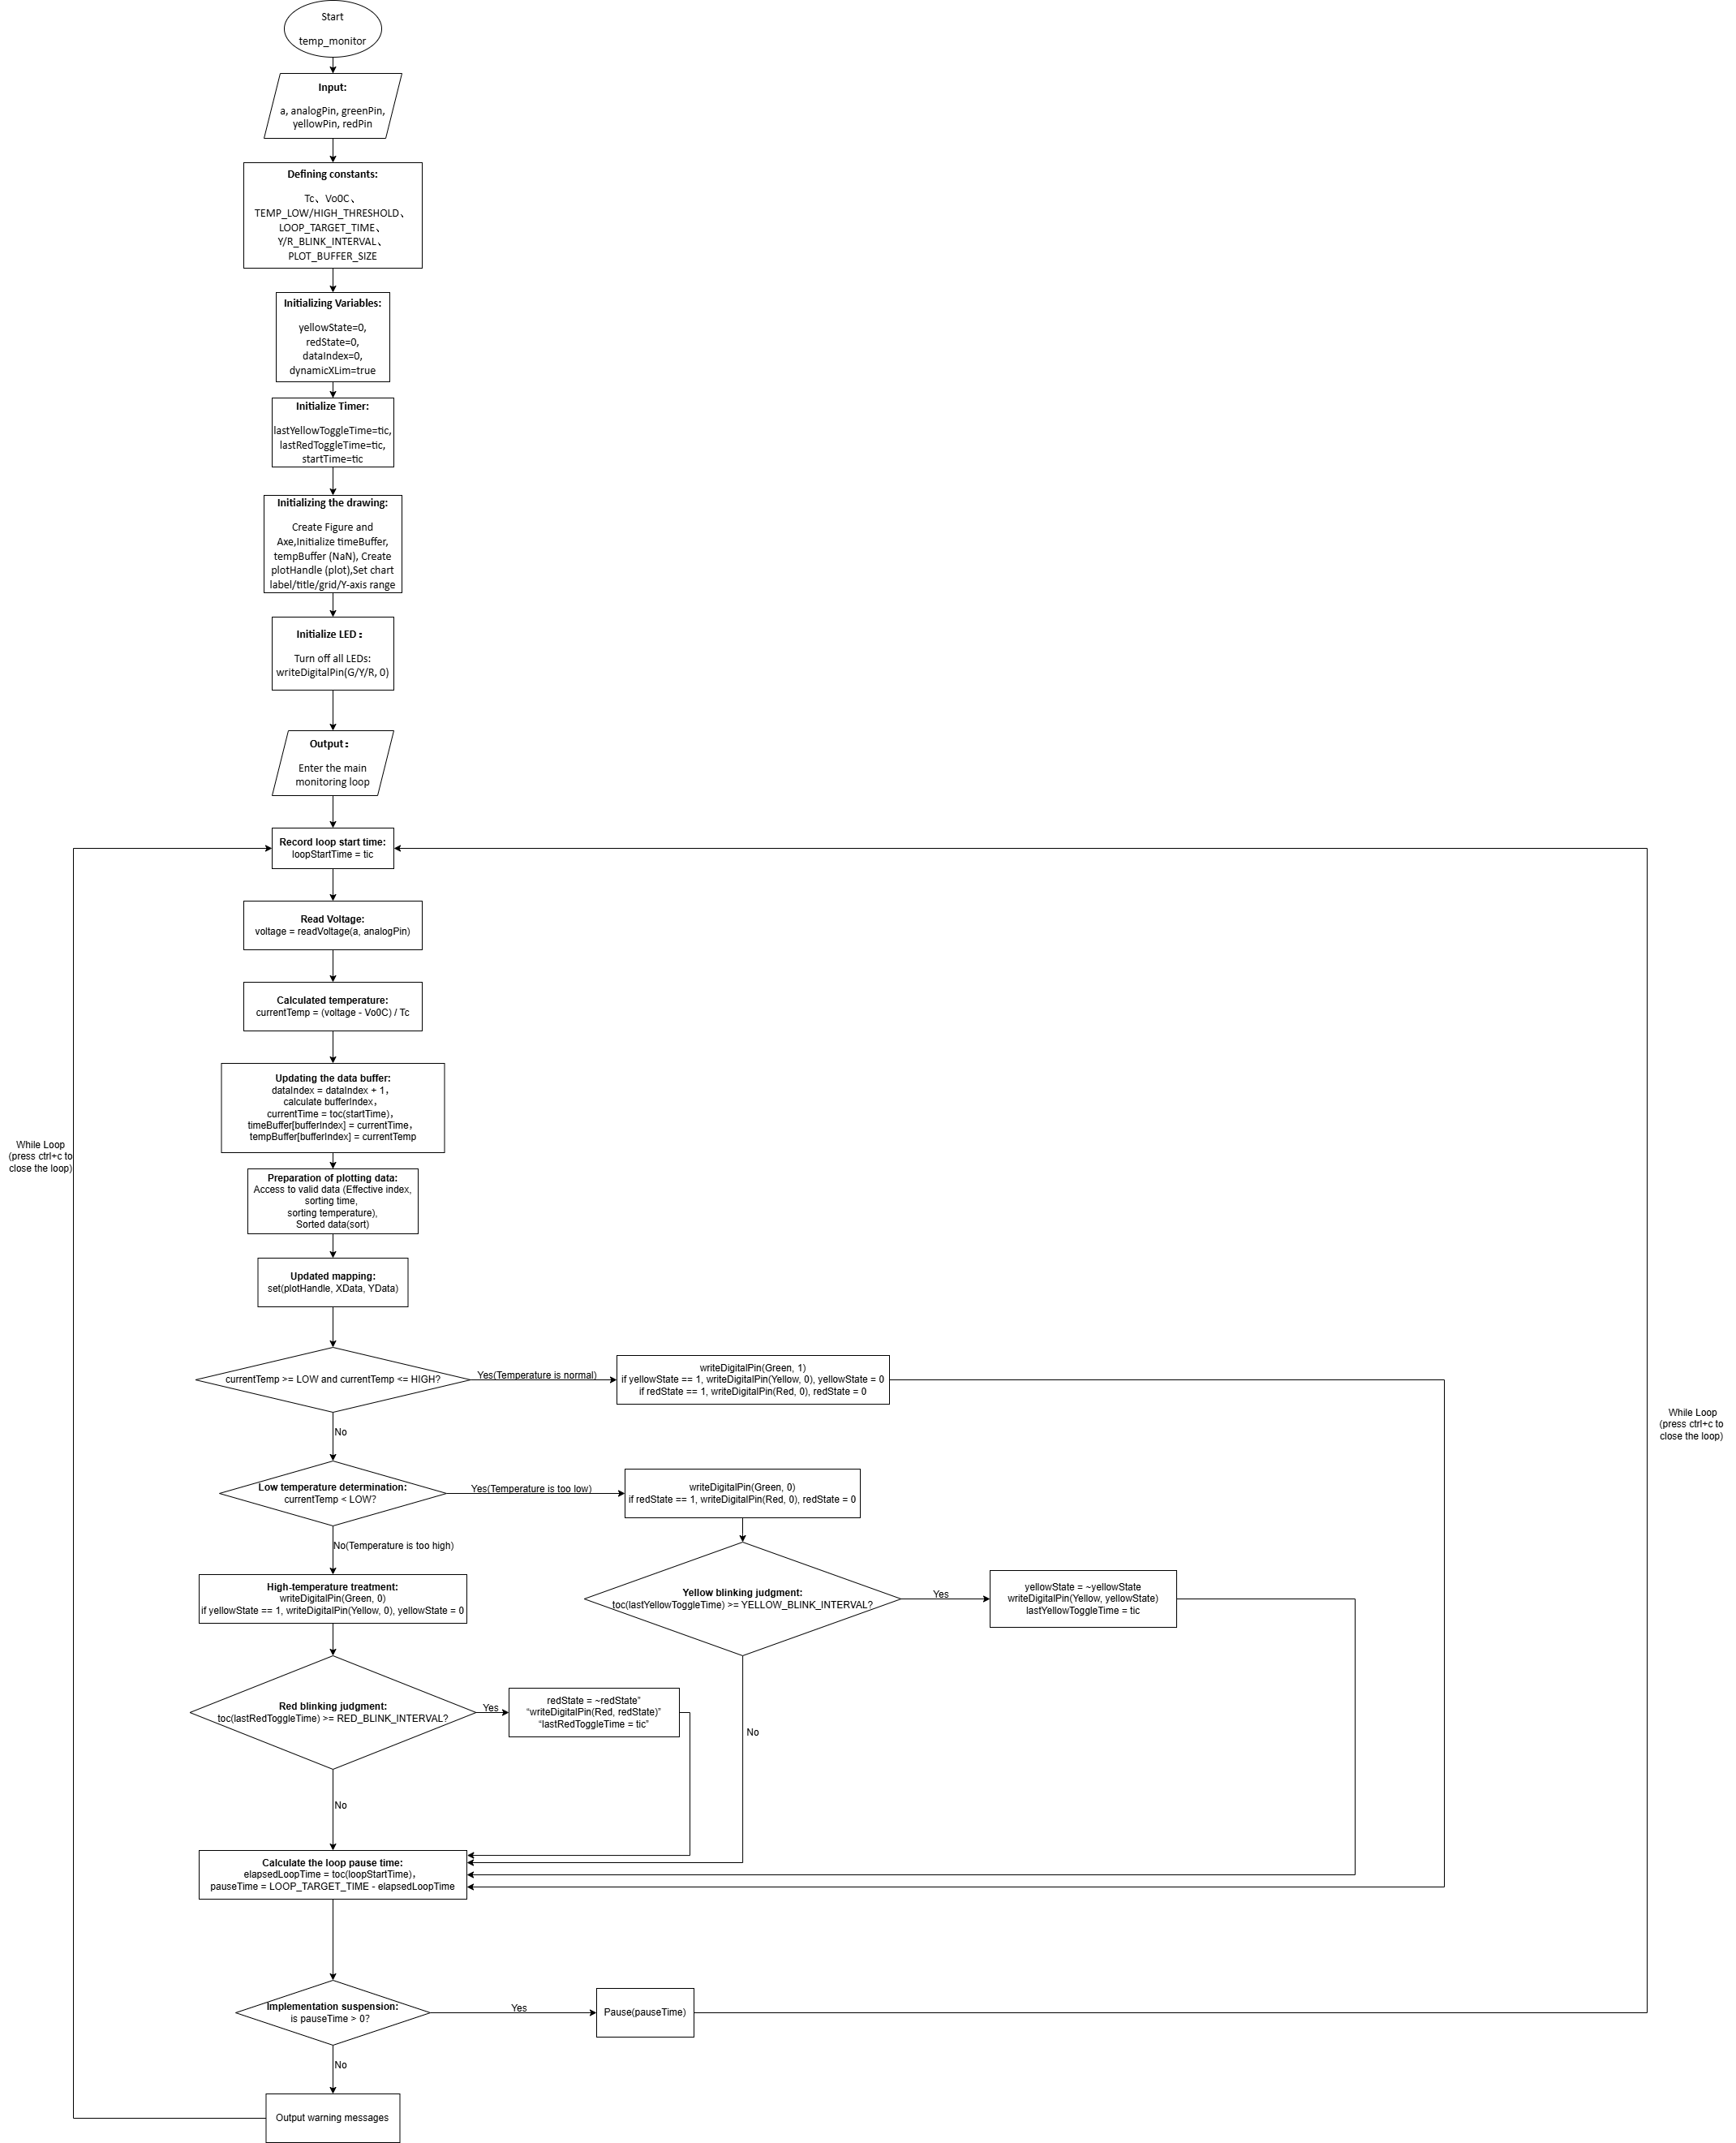 Start
temp_monitor
Input:
a, analogPin, greenPin,
yellowPin, redPin
Defining constants:
Tc、Vo0C、
TEMP_LOW/HIGH_THRESHOLD、
LOOP_TARGET_TIME、
Y/R_BLINK_INTERVAL、
PLOT_BUFFER_SIZE
Initializing Variables:
yellowState=0,
redState=0,
dataIndex=0,
dynamicXLim=true
Initialize Timer:
lastYellowToggleTime=tic,
lastRedToggleTime=tic,
startTime=tic
Initializing the drawing:
Create Figure and
Axe,Initialize timeBuffer,
tempBuffer (NaN), Create
plotHandle (plot),Set chart
label/title/grid/Y-axis range
Initialize LED：
Turn off all LEDs:
writeDigitalPin(G/Y/R, 0)
Output：
Enter the main
monitoring loop
Record loop start time:
loopStartTime = tic
Read Voltage:
voltage = readVoltage(a, analogPin)
Calculated temperature:
currentTemp = (voltage - Vo0C) / Tc
Updating the data buffer:
dataIndex = dataIndex + 1，
calculate bufferIndex，
currentTime = toc(startTime)，
timeBuffer[bufferIndex] = currentTime，
tempBuffer[bufferIndex] = currentTemp
While Loop
(press ctrl+c to
close the loop)
Preparation of plotting data:
Access to valid data (Effective index,
sorting time,
sorting temperature),
Sorted data(sort)
Updated mapping:
set(plotHandle, XData, YData)
currentTemp >= LOW and currentTemp <= HIGH?
Yes(Temperature is normal)
writeDigitalPin(Green, 1)
if yellowState == 1, writeDigitalPin(Yellow, 0), yellowState = 0
if redState == 1, writeDigitalPin(Red, 0), redState = 0
While Loop
(press ctrl+c to
close the loop)
No
Low temperature determination:
currentTemp < LOW?
Yes(Temperature is too low)
writeDigitalPin(Green, 0)
if redState == 1, writeDigitalPin(Red, 0), redState = 0
No(Temperature is too high)
High-temperature treatment:
writeDigitalPin(Green, 0)
if yellowState == 1, writeDigitalPin(Yellow, 0), yellowState = 0
Yellow blinking judgment:
toc(lastYellowToggleTime) >= YELLOW_BLINK_INTERVAL?
Yes
yellowState = ~yellowState
writeDigitalPin(Yellow, yellowState)
lastYellowToggleTime = tic
Red blinking judgment:
toc(lastRedToggleTime) >= RED_BLINK_INTERVAL?
Yes
redState = ~redState”
“writeDigitalPin(Red, redState)”
“lastRedToggleTime = tic”
No
No
Calculate the loop pause time:
elapsedLoopTime = toc(loopStartTime)，
pauseTime = LOOP_TARGET_TIME - elapsedLoopTime
Implementation suspension:
is pauseTime > 0?
Yes
Pause(pauseTime)
No
Output warning messages